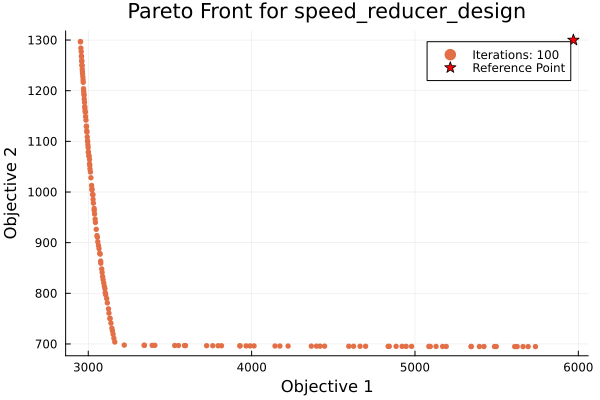 Pareto Front for speed_reducer_design
Iterations: 100
Reference Point
Objective 2
1300
1200
1100
1000
900
800
700
3000
4000
5000
6000
Objective 1